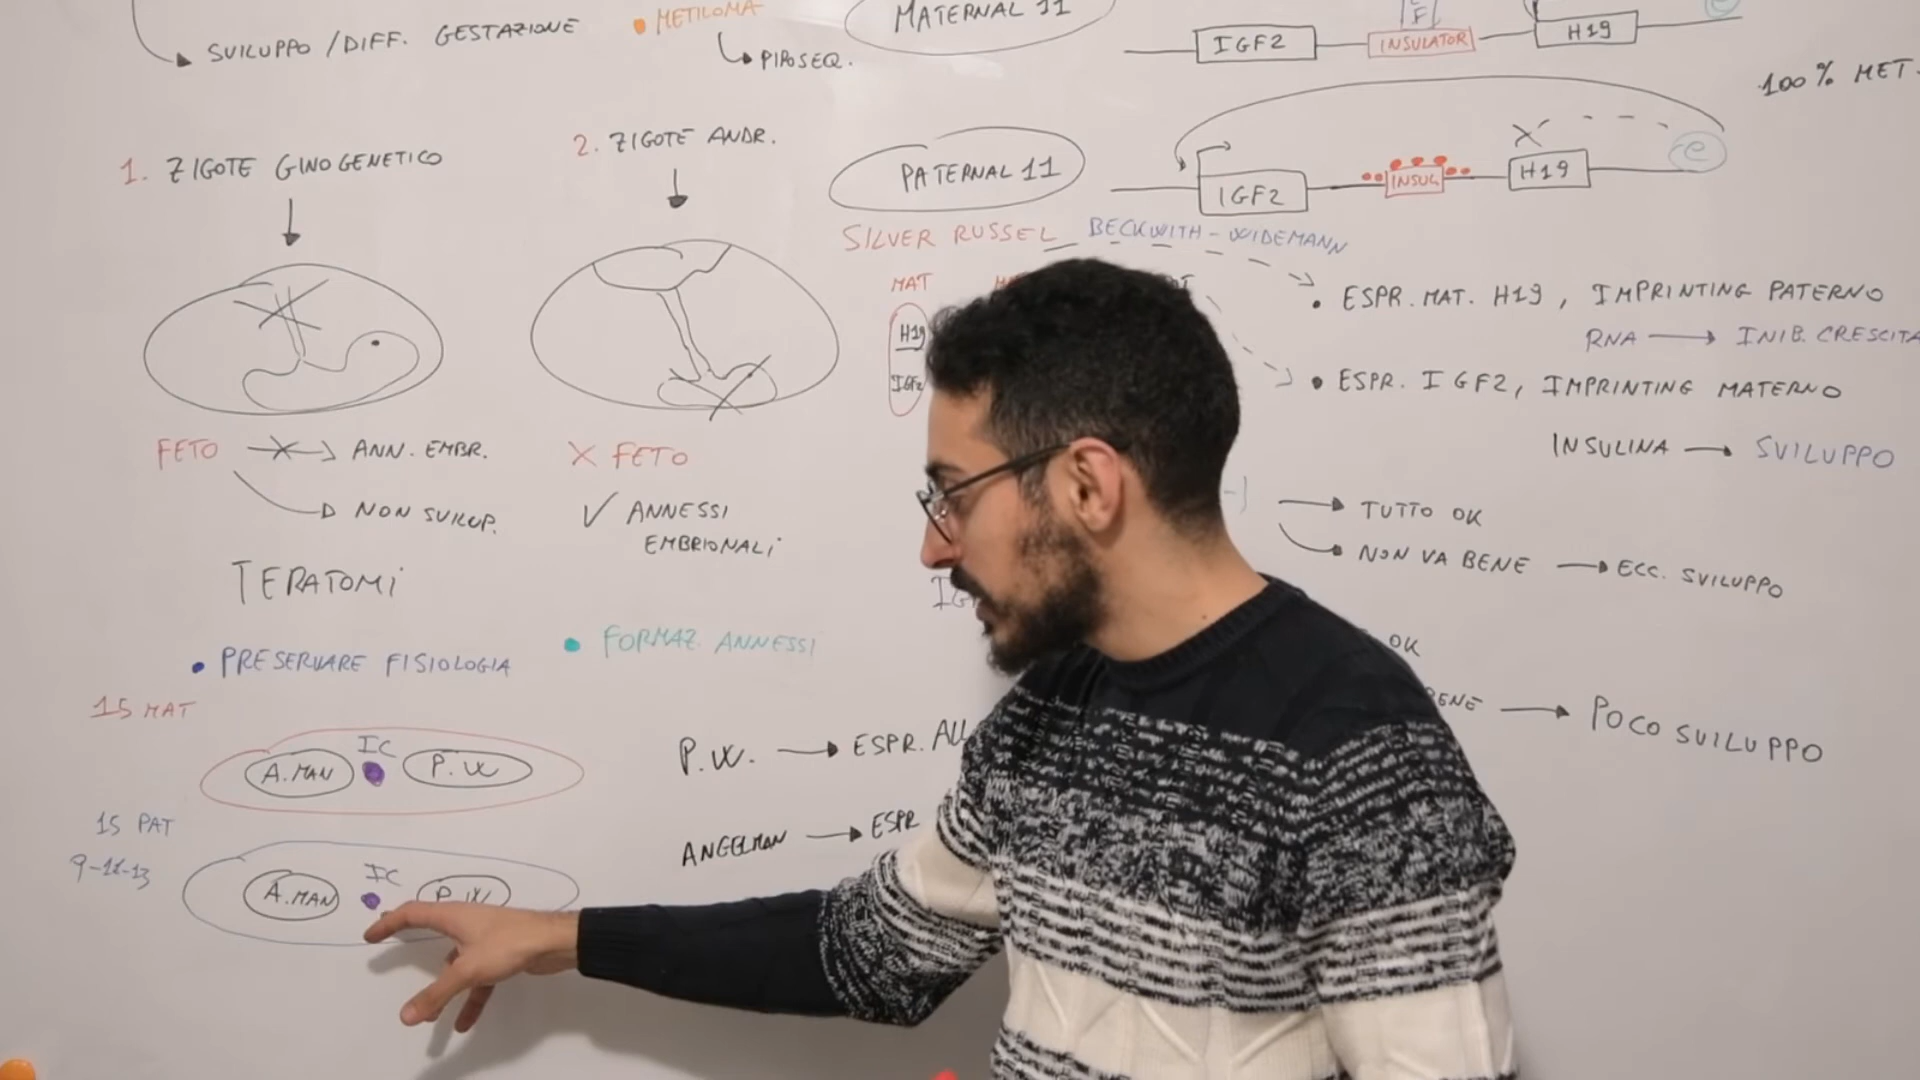 SVILUPPO / DIFF. GESTAZIONE
METILOMA
PIROSEQ.
MATERNAL 11
IGF2
INSULATOR
H19
e
100% MET.
1. ZIGOTE GINOGENETICO
2. ZIGOTE ANDR.
PATERNAL 11
IGF2
INSUL
H19
e
SILVER RUSSEL
BECKWITH-WIDEMANN
MAT
H19
IGF2
• ESPR. MAT. H19, IMPRINTING PATERNO
RNA → INIB. CRESCITA
• ESPR. IGF2, IMPRINTING MATERNO
INSULINA → SVILUPPO
FETO
ANN. EMBR.
NON SVILUP.
X FETO
√ ANNESSI
EMBRIONALI
TUTTO OK
NON VA BENE → ECC. SVILUPPO
TERATOMI
• PRESERVARE FISIOLOGIA
• FORMAZ. ANNESSI
OK
POCO SVILUPPO
15 MAT
A.MAN
IC
P.W
P.W. → ESPR.
15 PAT
9-11-13
A.MAN
IC
P.W
ANGELMAN → ESPR